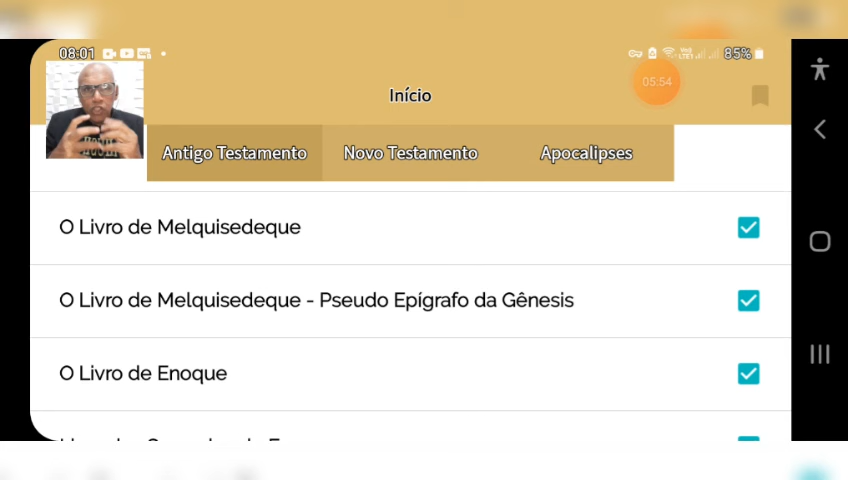 08:01
85%
05:54
Início
Antigo Testamento
Novo Testamento
Apocalipses
O Livro de Melquisedeque
O Livro de Melquisedeque - Pseudo Epígrafo da Gênesis
O Livro de Enoque